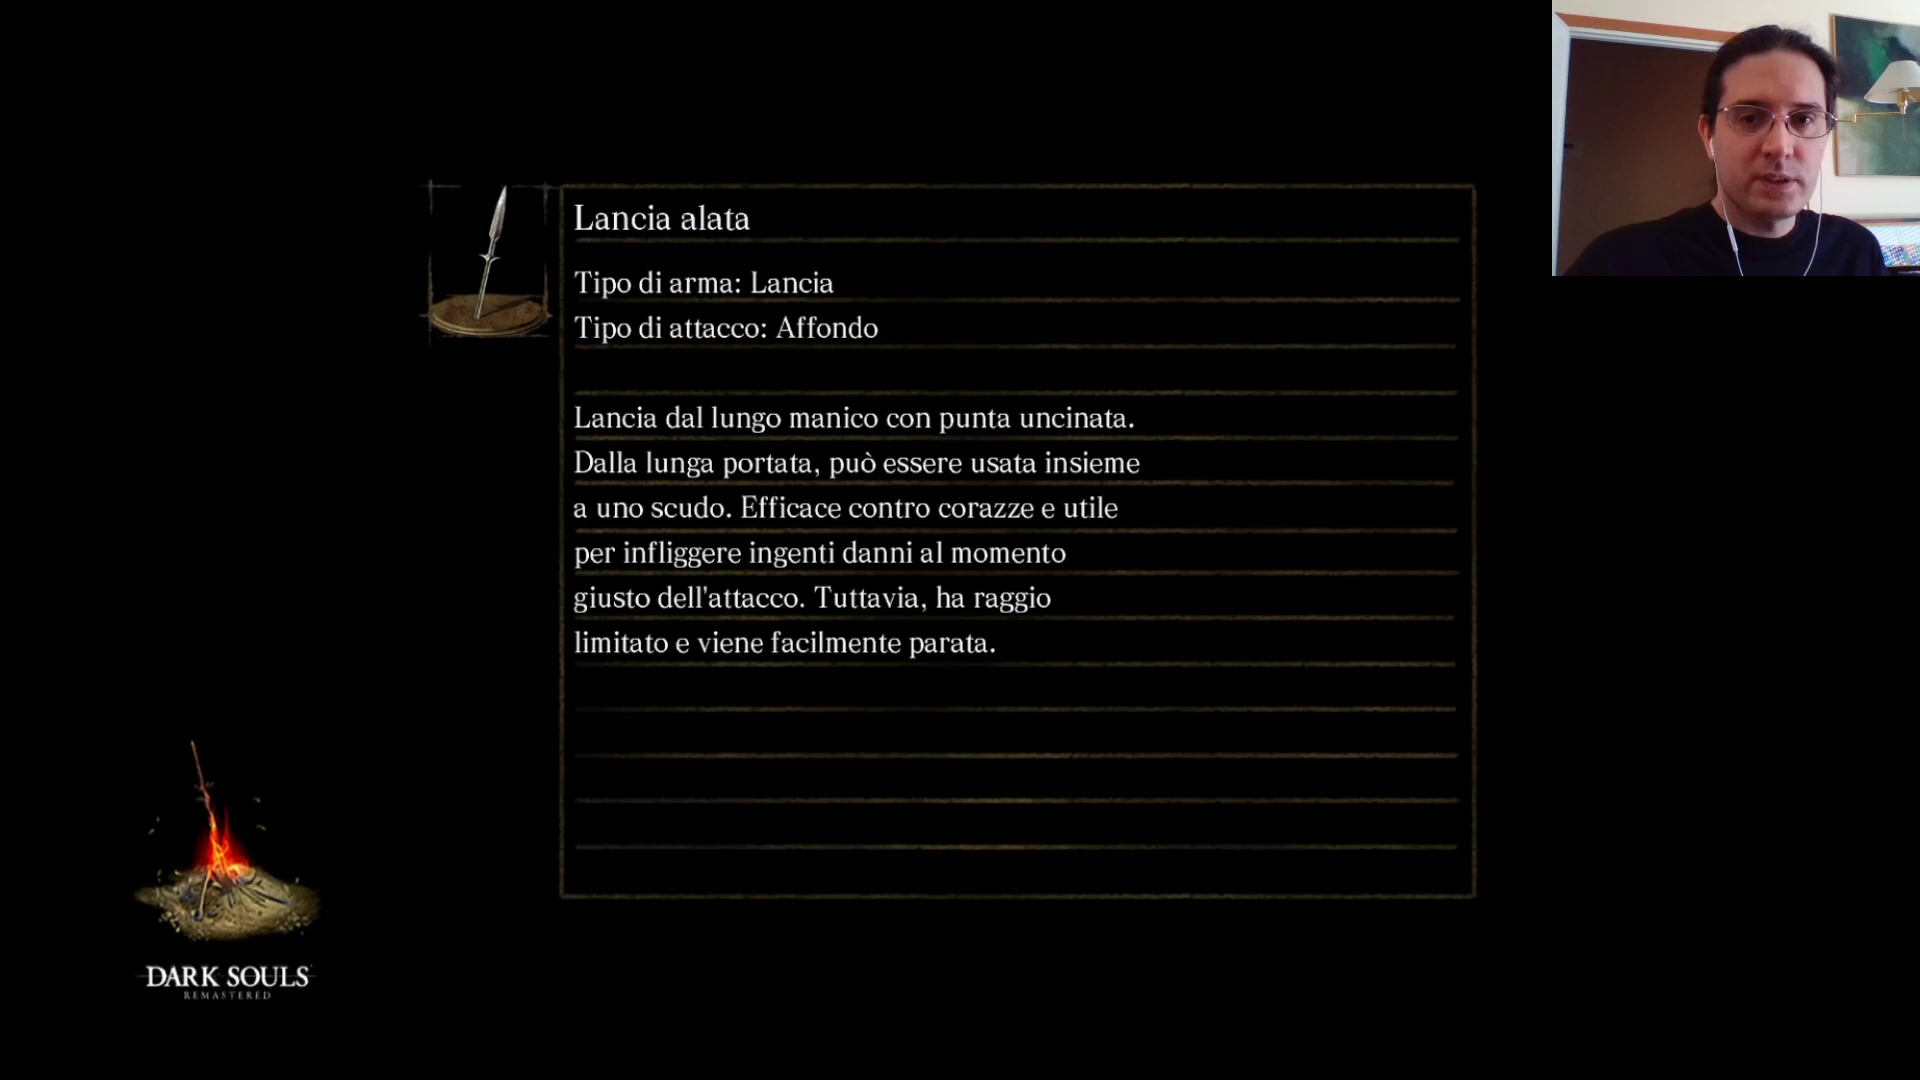 Lancia alata
Tipo di arma: Lancia
Tipo di attacco: Affondo
Lancia dal lungo manico con punta uncinata.
Dalla lunga portata, può essere usata insieme
a uno scudo. Efficace contro corazze e utile
per infliggere ingenti danni al momento
giusto dell'attacco. Tuttavia, ha raggio
limitato e viene facilmente parata.
DARK SOULS
REMASTERED